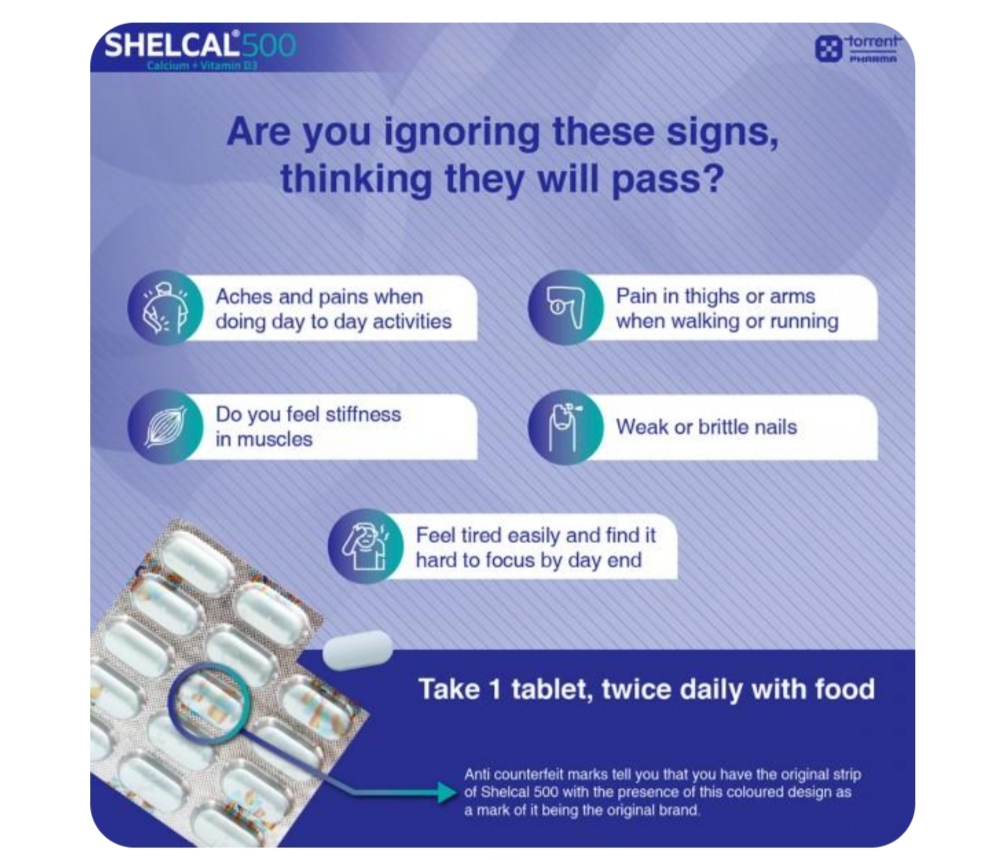 SHELCAL® 500
Calcium + Vitamin D3
torrent
PHARMA
Are you ignoring these signs,
thinking they will pass?
Aches and pains when
doing day to day activities
Pain in thighs or arms
when walking or running
Do you feel stiffness
in muscles
Weak or brittle nails
Feel tired easily and find it
hard to focus by day end
Take 1 tablet, twice daily with food
Anti counterfeit marks tell you that you have the original strip
of Shelcal 500 with the presence of this coloured design as
a mark of it being the original brand.